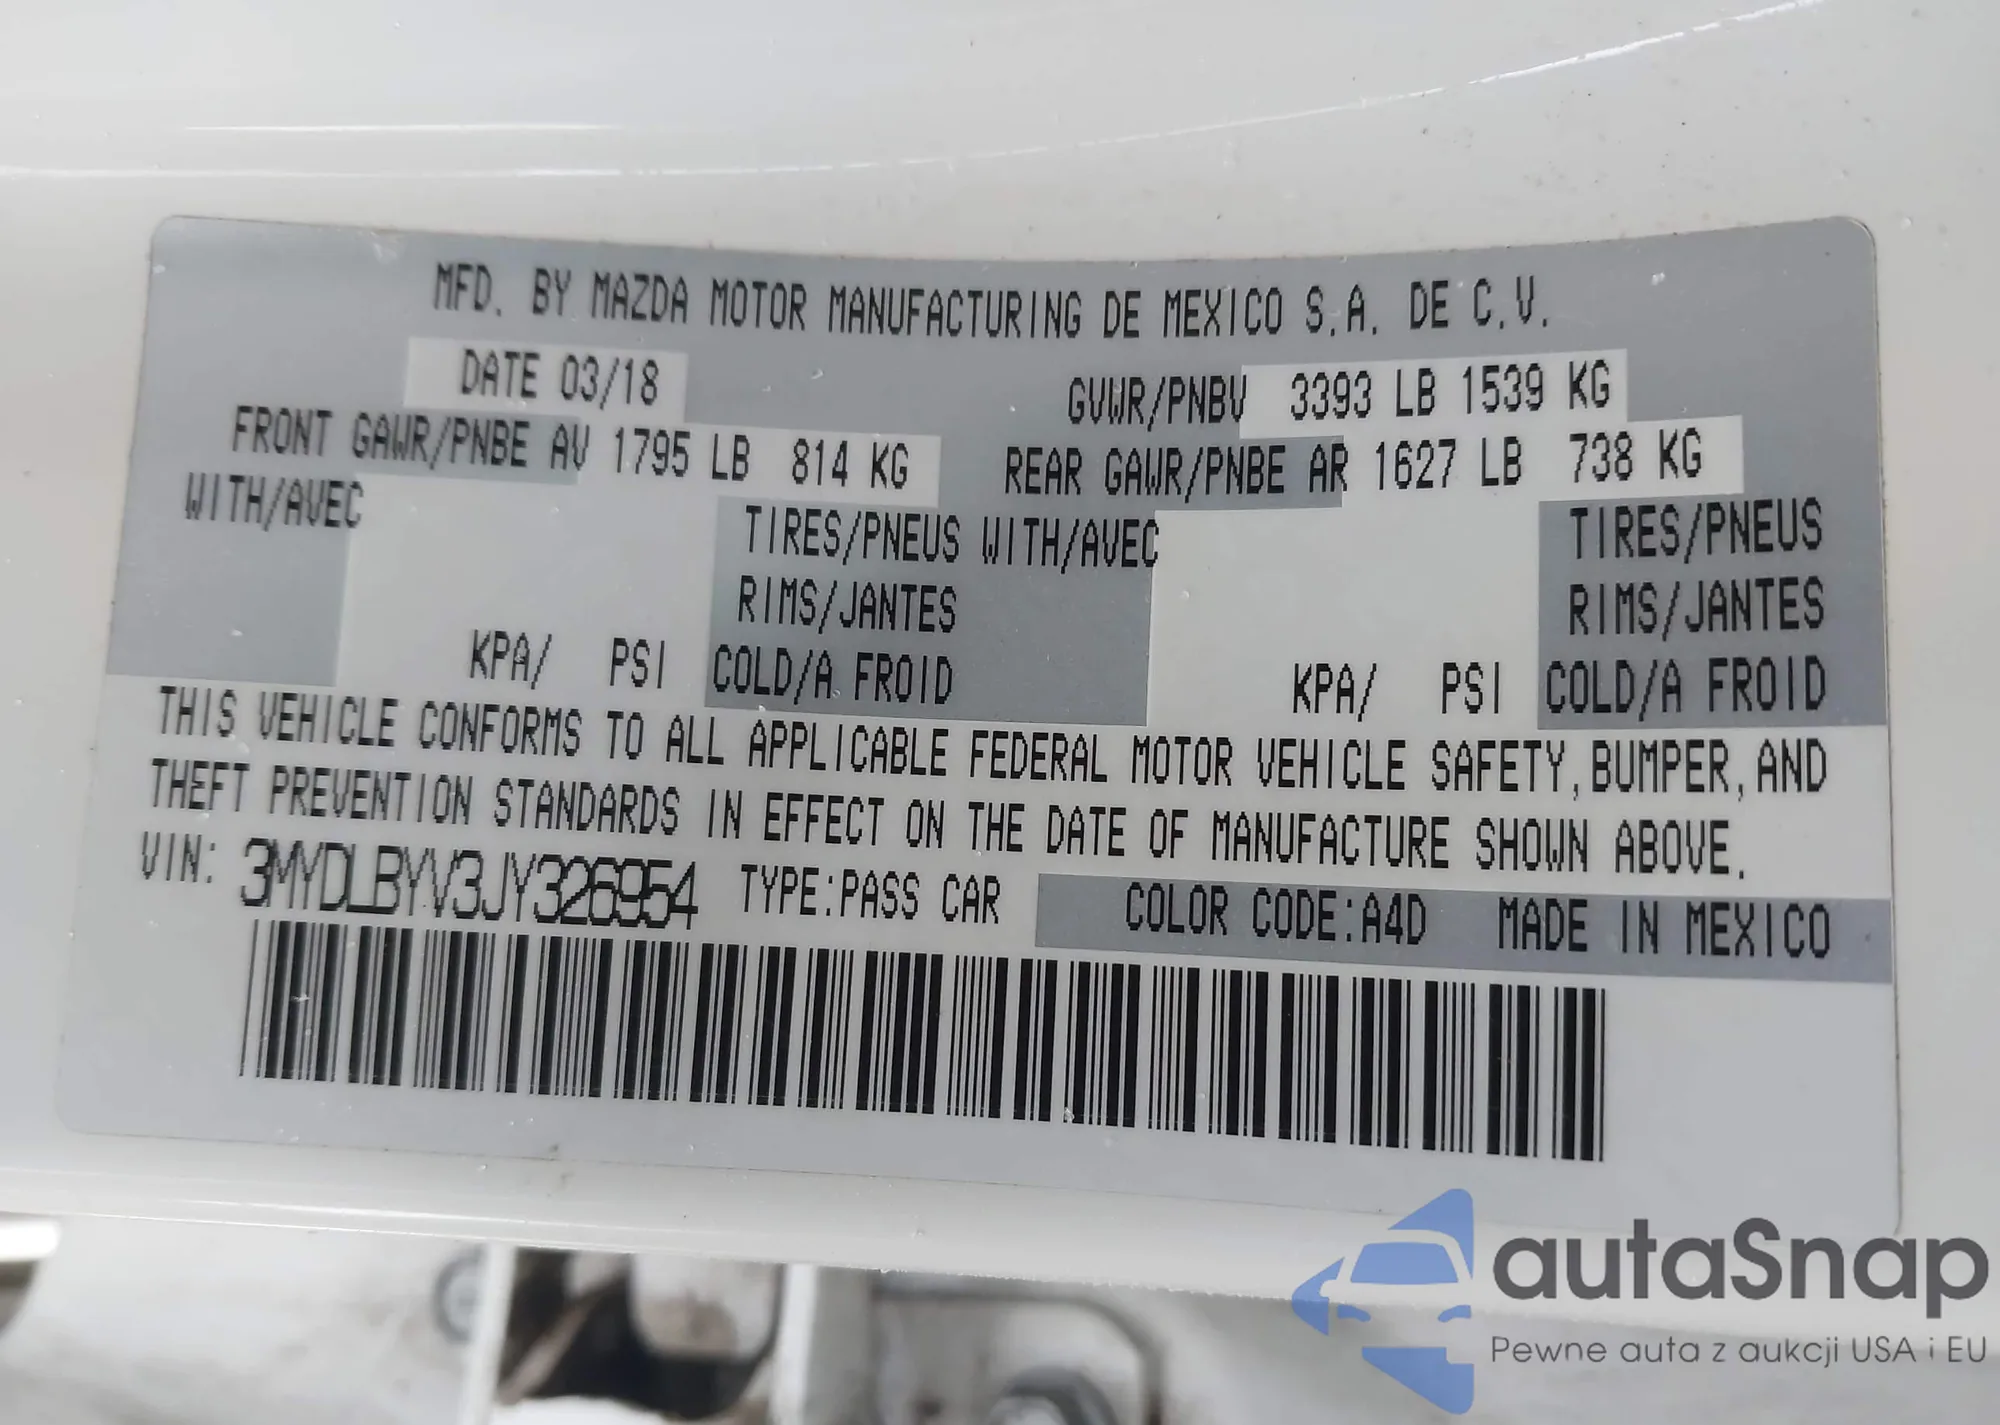 MFD. BY MAZDA MOTOR MANUFACTURING DE MEXICO S.A. DE C.V.
DATE 03/18 GVWR/PNBV 3393 LB 1539 KG
FRONT GAWR/PNBE AV 1795 LB 814 KG REAR GAWR/PNBE AR 1627 LB 738 KG
WITH/AVEC TIRES/PNEUS WITH/AVEC TIRES/PNEUS
RIMS/JANTES RIMS/JANTES
KPA/ PSI COLD/A FROID KPA/ PSI COLD/A FROID
THIS VEHICLE CONFORMS TO ALL APPLICABLE FEDERAL MOTOR VEHICLE SAFETY, BUMPER, AND
THEFT PREVENTION STANDARDS IN EFFECT ON THE DATE OF MANUFACTURE SHOWN ABOVE.
VIN: 3MYDLBYV3JY326954 TYPE:PASS CAR COLOR CODE:A4D MADE IN MEXICO
autaSnap
Pewne auta z aukcji USA i EU